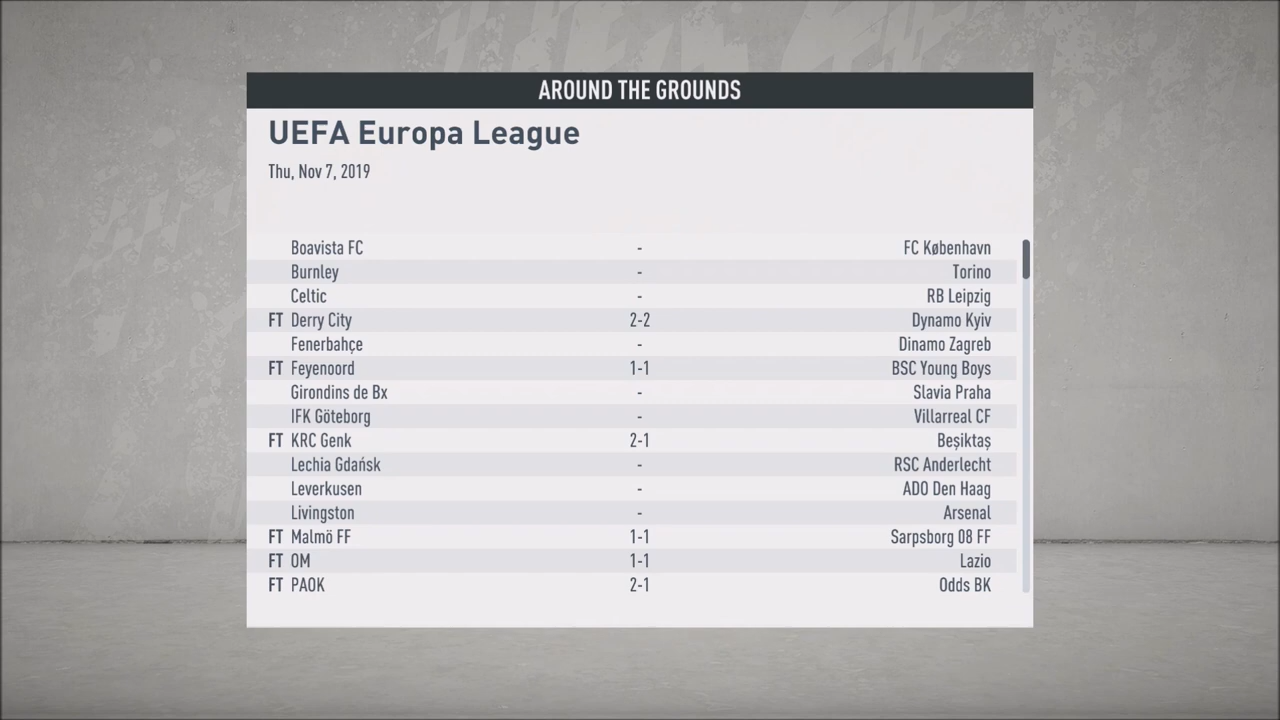 AROUND THE GROUNDS
UEFA Europa League
Thu, Nov 7, 2019
Boavista FC - FC København
Burnley - Torino
Celtic - RB Leipzig
FT Derry City 2-2 Dynamo Kyiv
Fenerbahçe - Dinamo Zagreb
FT Feyenoord 1-1 BSC Young Boys
Girondins de Bx - Slavia Praha
IFK Göteborg - Villarreal CF
FT KRC Genk 2-1 Beşiktaş
Lechia Gdańsk - RSC Anderlecht
Leverkusen - ADO Den Haag
Livingston - Arsenal
FT Malmö FF 1-1 Sarpsborg 08 FF
FT OM 1-1 Lazio
FT PAOK 2-1 Odds BK